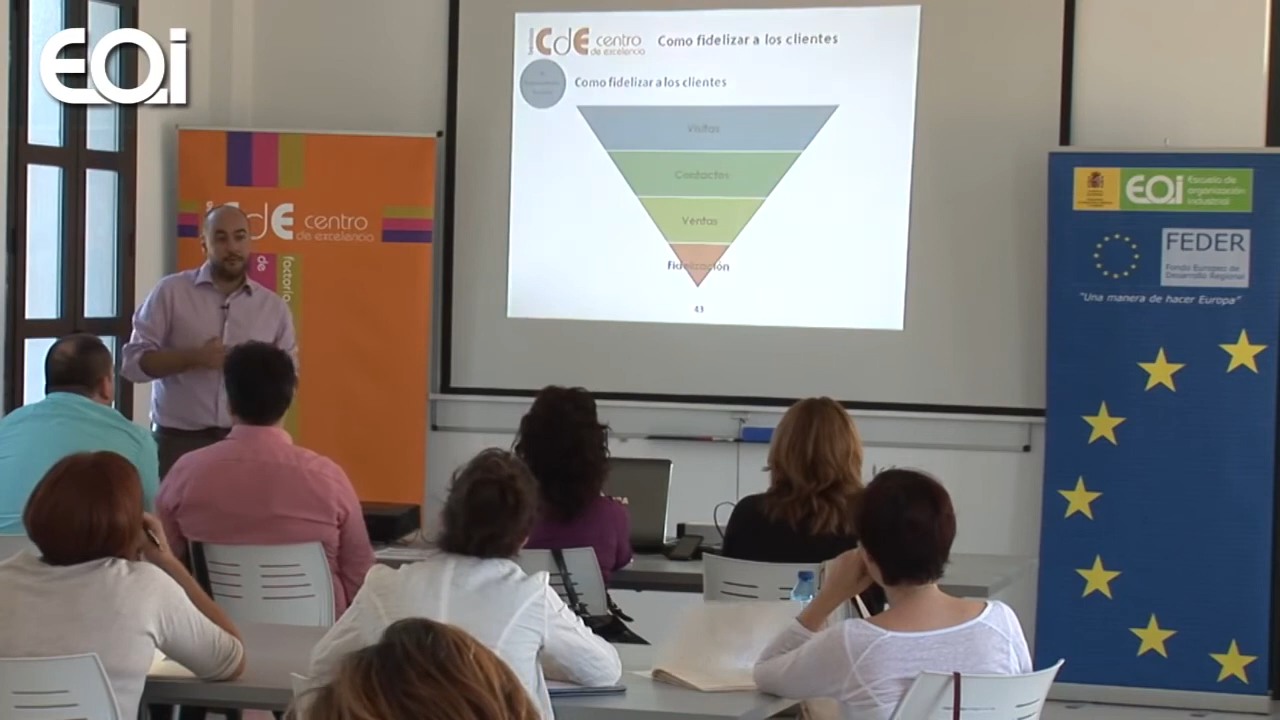 EOi
CdE centro
de excelencia
Como fidelizar a los clientes
Como fidelizar a los clientes
Visitas
Contactos
Ventas
Fidelización
43
CdE centro
de excelencia
de
factoría
EOi Escuela de
organización
industrial
FEDER
Fondo Europeo de
Desarrollo Regional
"Una manera de hacer Europa"